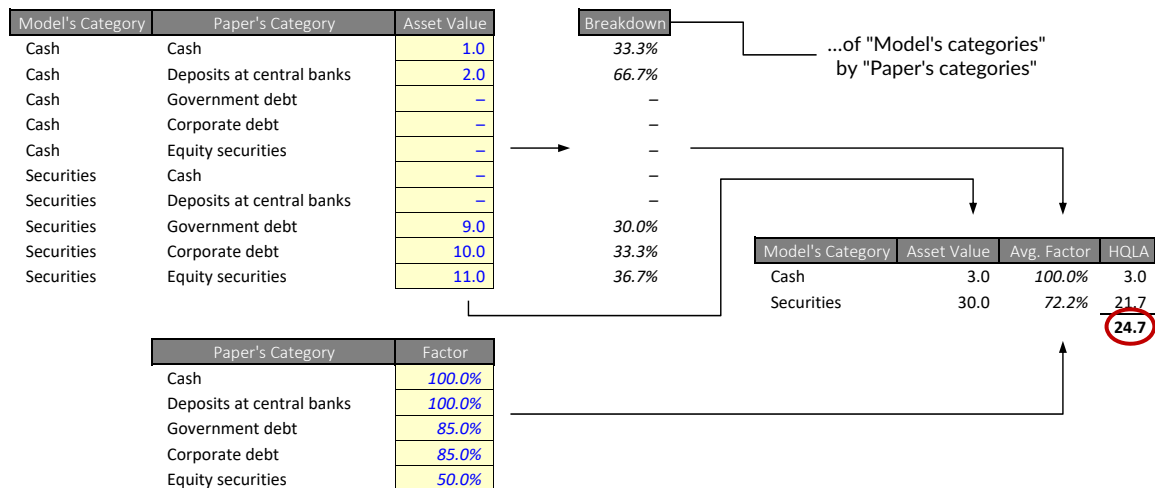 Model's Category Paper's Category Asset Value Breakdown
Cash Cash 1.0 33.3%
...of "Model's categories"
by "Paper's categories"
Cash Deposits at central banks 2.0 66.7%
Cash Government debt – –
Cash Corporate debt – –
Cash Equity securities – –
Securities Cash – –
Securities Deposits at central banks – –
Securities Government debt 9.0 30.0%
Securities Corporate debt 10.0 33.3%
Securities Equity securities 11.0 36.7%
Model's Category Asset Value Avg. Factor HQLA
Cash 3.0 100.0% 3.0
Securities 30.0 72.2% 21.7
24.7
Paper's Category Factor
Cash 100.0%
Deposits at central banks 100.0%
Government debt 85.0%
Corporate debt 85.0%
Equity securities 50.0%